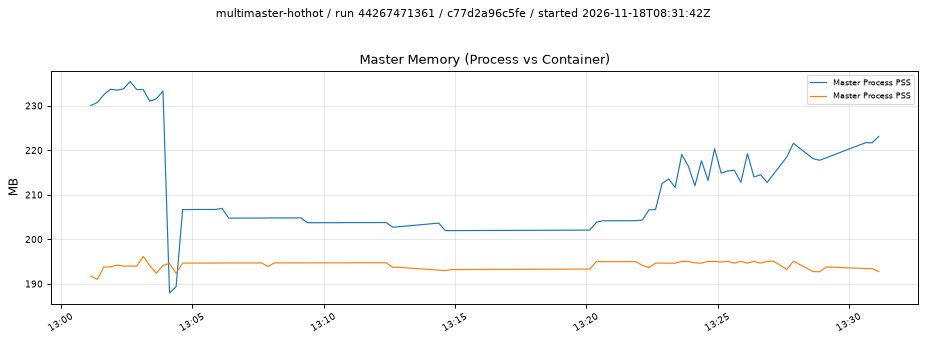 multimaster-hothot / run 44267471361 / c77d2a96c5fe / started 2026-11-18T08:31:42Z
Master Memory (Process vs Container)
Master Process PSS
Master Process PSS
MB
230
220
210
200
190
13:00
13:05
13:10
13:15
13:20
13:25
13:30